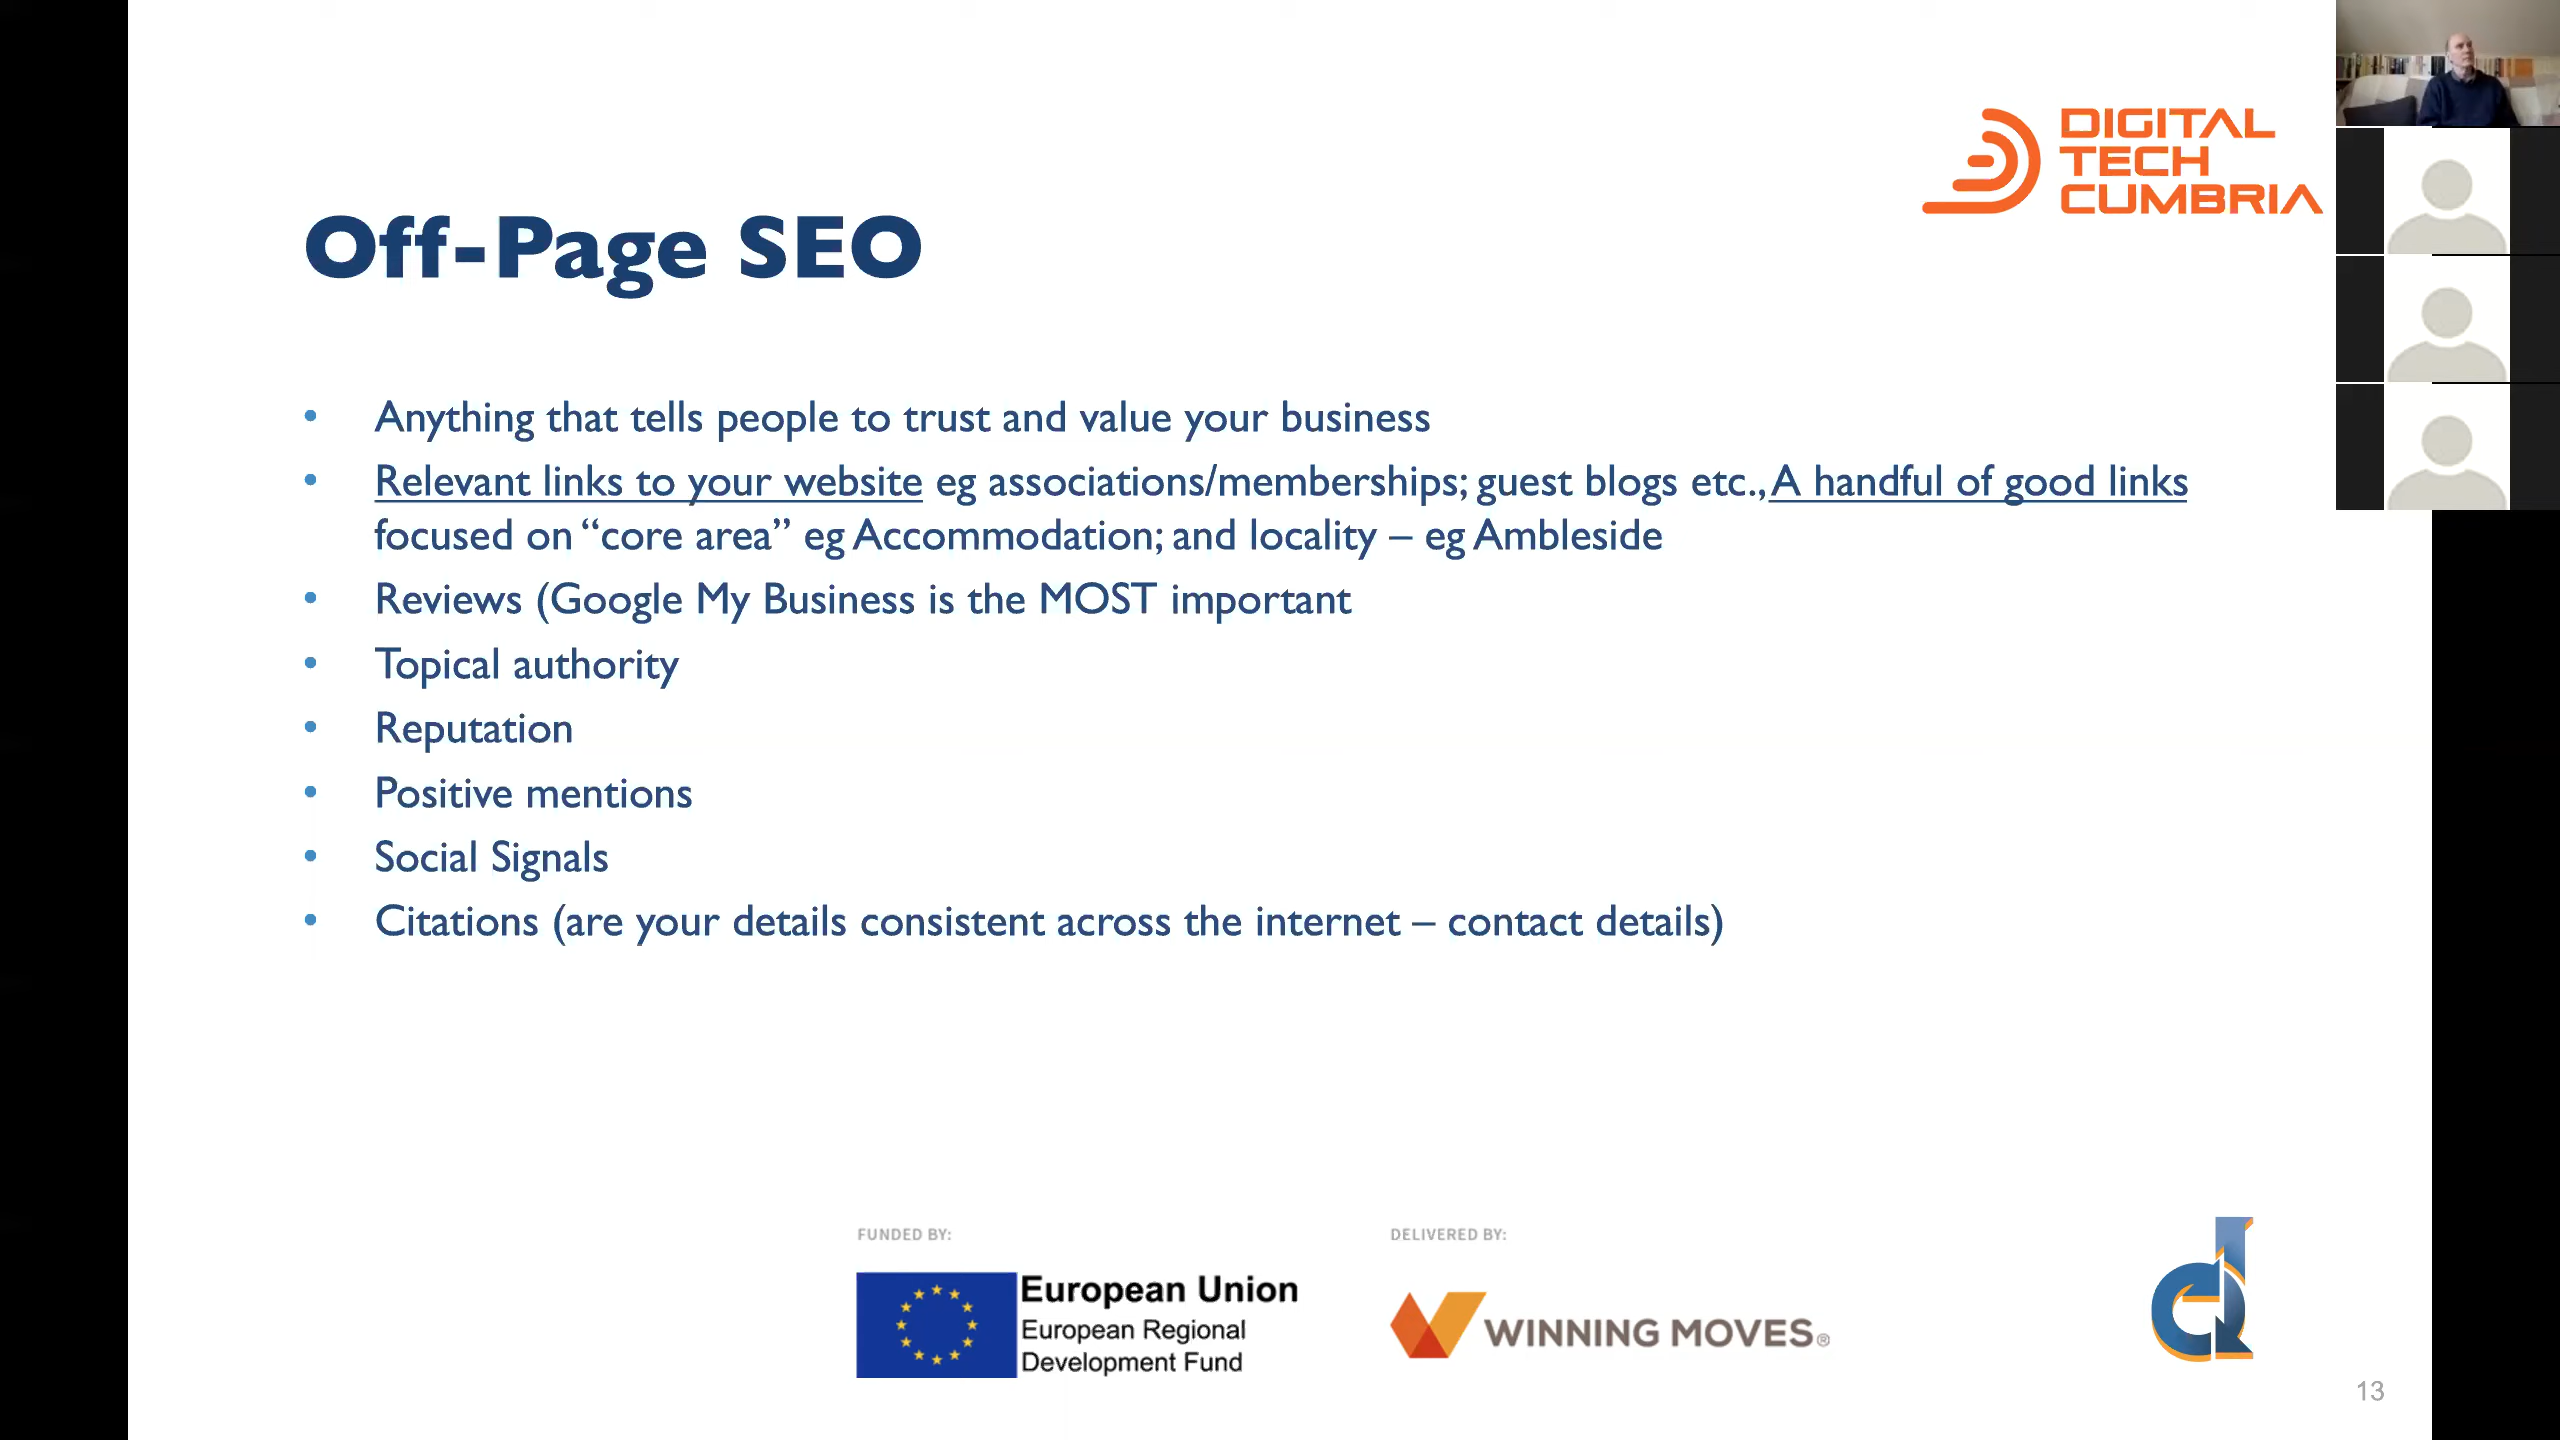 DIGITAL
TECH
CUMBRIA
Off-Page SEO
• Anything that tells people to trust and value your business
• Relevant links to your website eg associations/memberships; guest blogs etc., A handful of good links
focused on “core area” eg Accommodation; and locality – eg Ambleside
• Reviews (Google My Business is the MOST important
• Topical authority
• Reputation
• Positive mentions
• Social Signals
• Citations (are your details consistent across the internet – contact details)
FUNDED BY:
European Union
European Regional
Development Fund
DELIVERED BY:
WINNING MOVES®
13